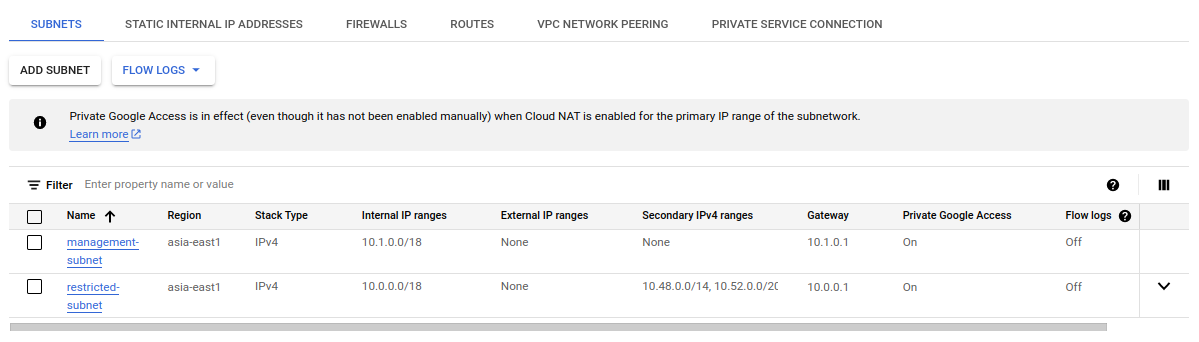 SUBNETS STATIC INTERNAL IP ADDRESSES FIREWALLS ROUTES VPC NETWORK PEERING PRIVATE SERVICE CONNECTION
ADD SUBNET FLOW LOGS
Private Google Access is in effect (even though it has not been enabled manually) when Cloud NAT is enabled for the primary IP range of the subnetwork.
Learn more
Filter Enter property name or value
Name Region Stack Type Internal IP ranges External IP ranges Secondary IPv4 ranges Gateway Private Google Access Flow logs
management- asia-east1 IPv4 10.1.0.0/18 None None 10.1.0.1 On Off
subnet
restricted- asia-east1 IPv4 10.0.0.0/18 None 10.48.0.0/14, 10.52.0.0/20 10.0.0.1 On Off
subnet